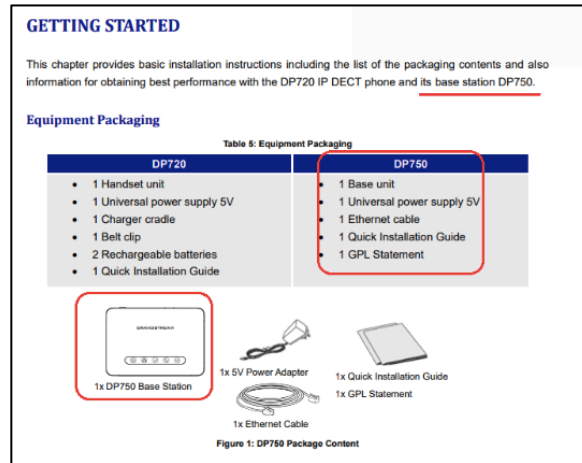 GETTING STARTED
This chapter provides basic installation instructions including the list of the packaging contents and also
information for obtaining best performance with the DP720 IP DECT phone and its base station DP750.
Equipment Packaging
Table 5: Equipment Packaging
DP720
• 1 Handset unit
• 1 Universal power supply 5V
• 1 Charger cradle
• 1 Belt clip
• 2 Rechargeable batteries
• 1 Quick Installation Guide
DP750
• 1 Base unit
• 1 Universal power supply 5V
• 1 Ethernet cable
• 1 Quick Installation Guide
• 1 GPL Statement
GRANDSTREAM
1x DP750 Base Station
1x 5V Power Adapter
1x Ethernet Cable
1x Quick Installation Guide
1x GPL Statement
Figure 1: DP750 Package Content